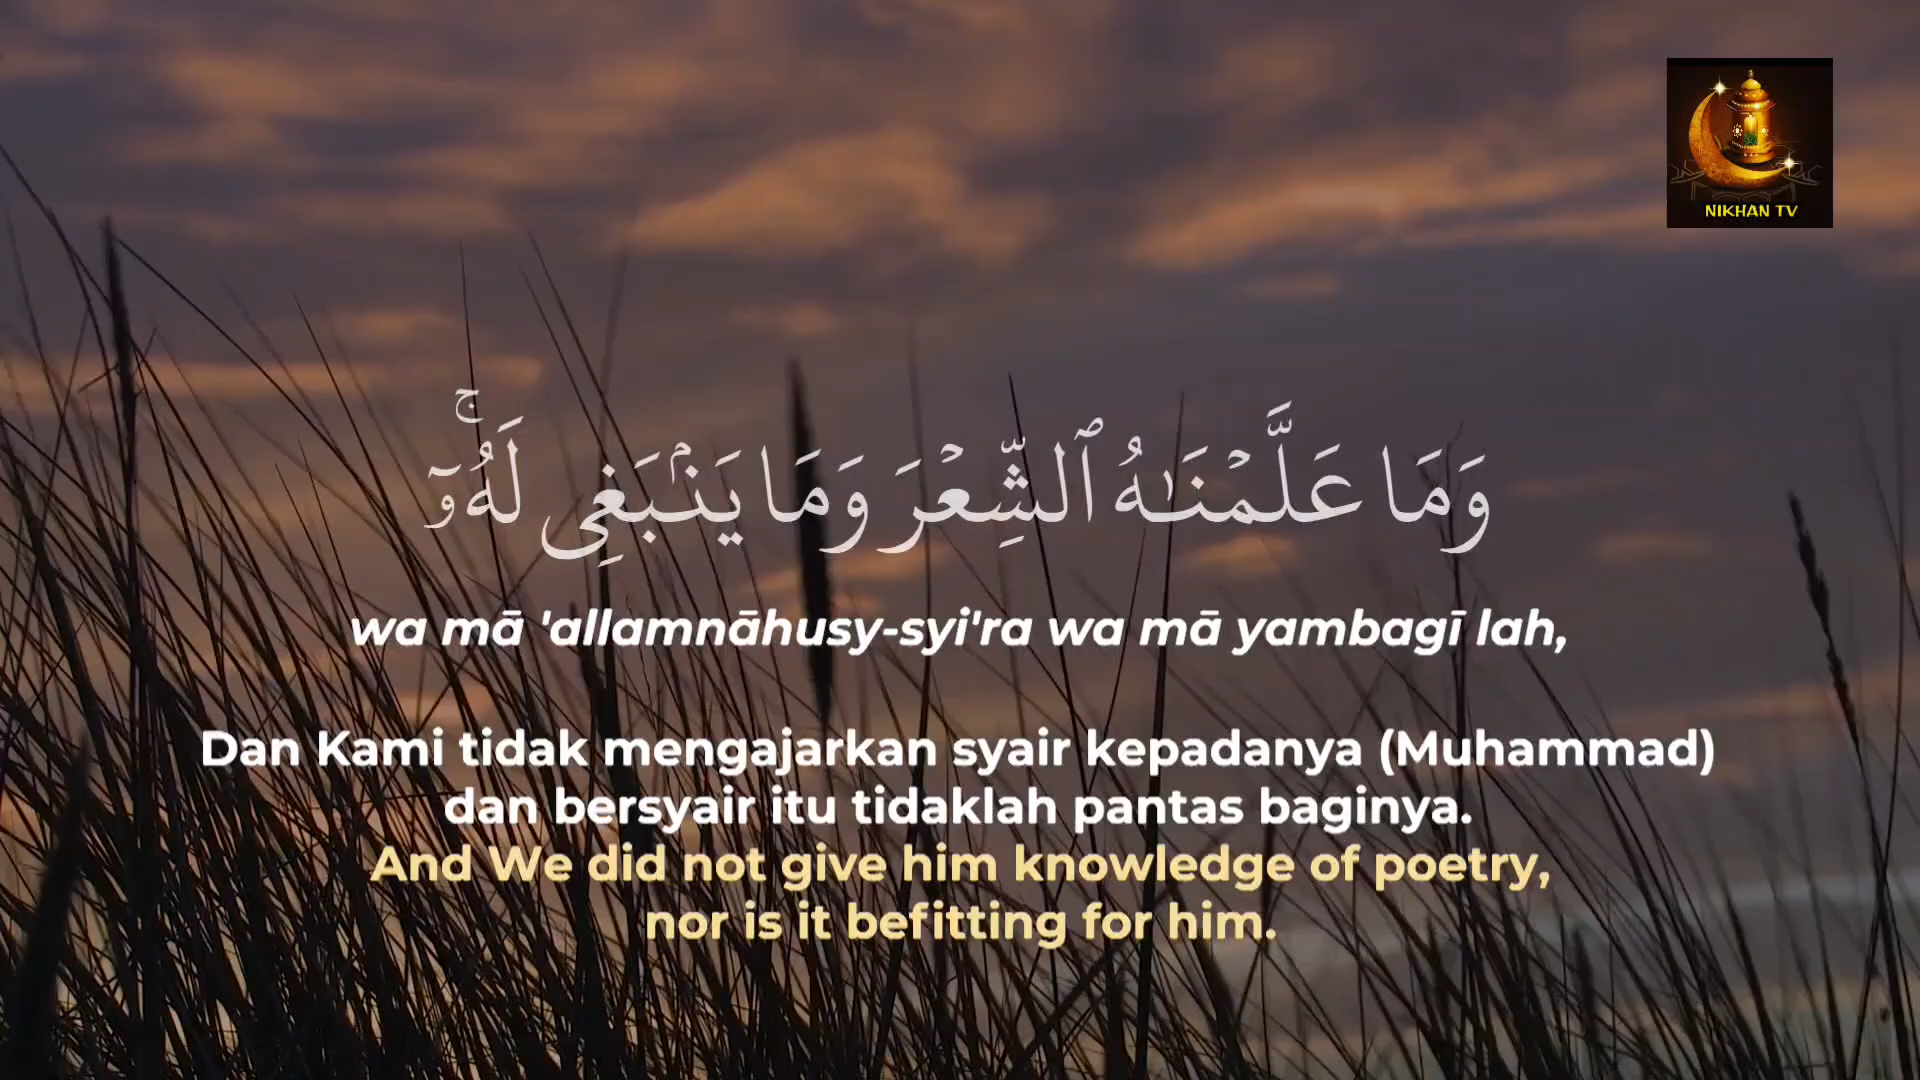 NIKHAN TV
وَمَا عَلَّمْنَـٰهُ ٱلشِّعْرَ وَمَا يَنۢبَغِى لَهُۥٓ ۚ
wa mā 'allamnāhusy-syi'ra wa mā yambagī lah,
Dan Kami tidak mengajarkan syair kepadanya (Muhammad)
dan bersyair itu tidaklah pantas baginya.
And We did not give him knowledge of poetry,
nor is it befitting for him.